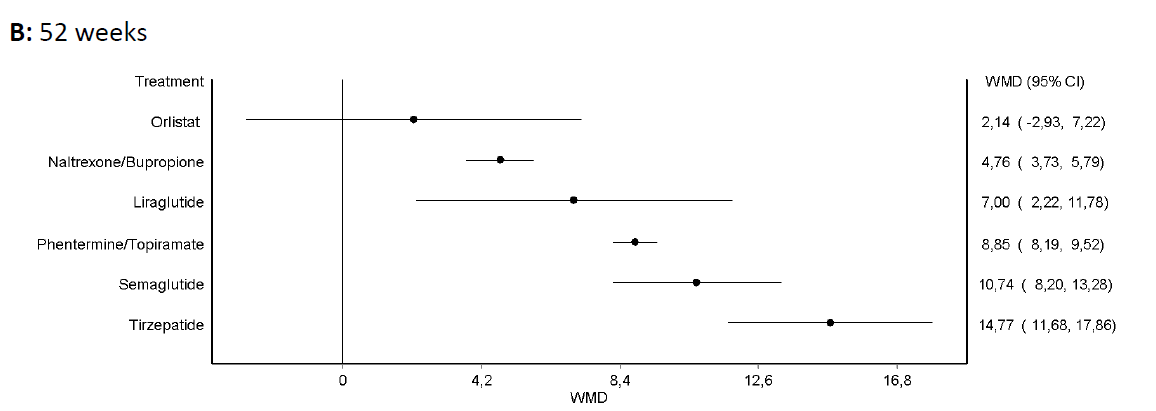 B: 52 weeks
Treatment WMD (95% CI)
Orlistat 2,14 ( -2,93, 7,22)
Naltrexone/Bupropione 4,76 ( 3,73, 5,79)
Liraglutide 7,00 ( 2,22, 11,78)
Phentermine/Topiramate 8,85 ( 8,19, 9,52)
Semaglutide 10,74 ( 8,20, 13,28)
Tirzepatide 14,77 ( 11,68, 17,86)
0 4,2 8,4 12,6 16,8
WMD